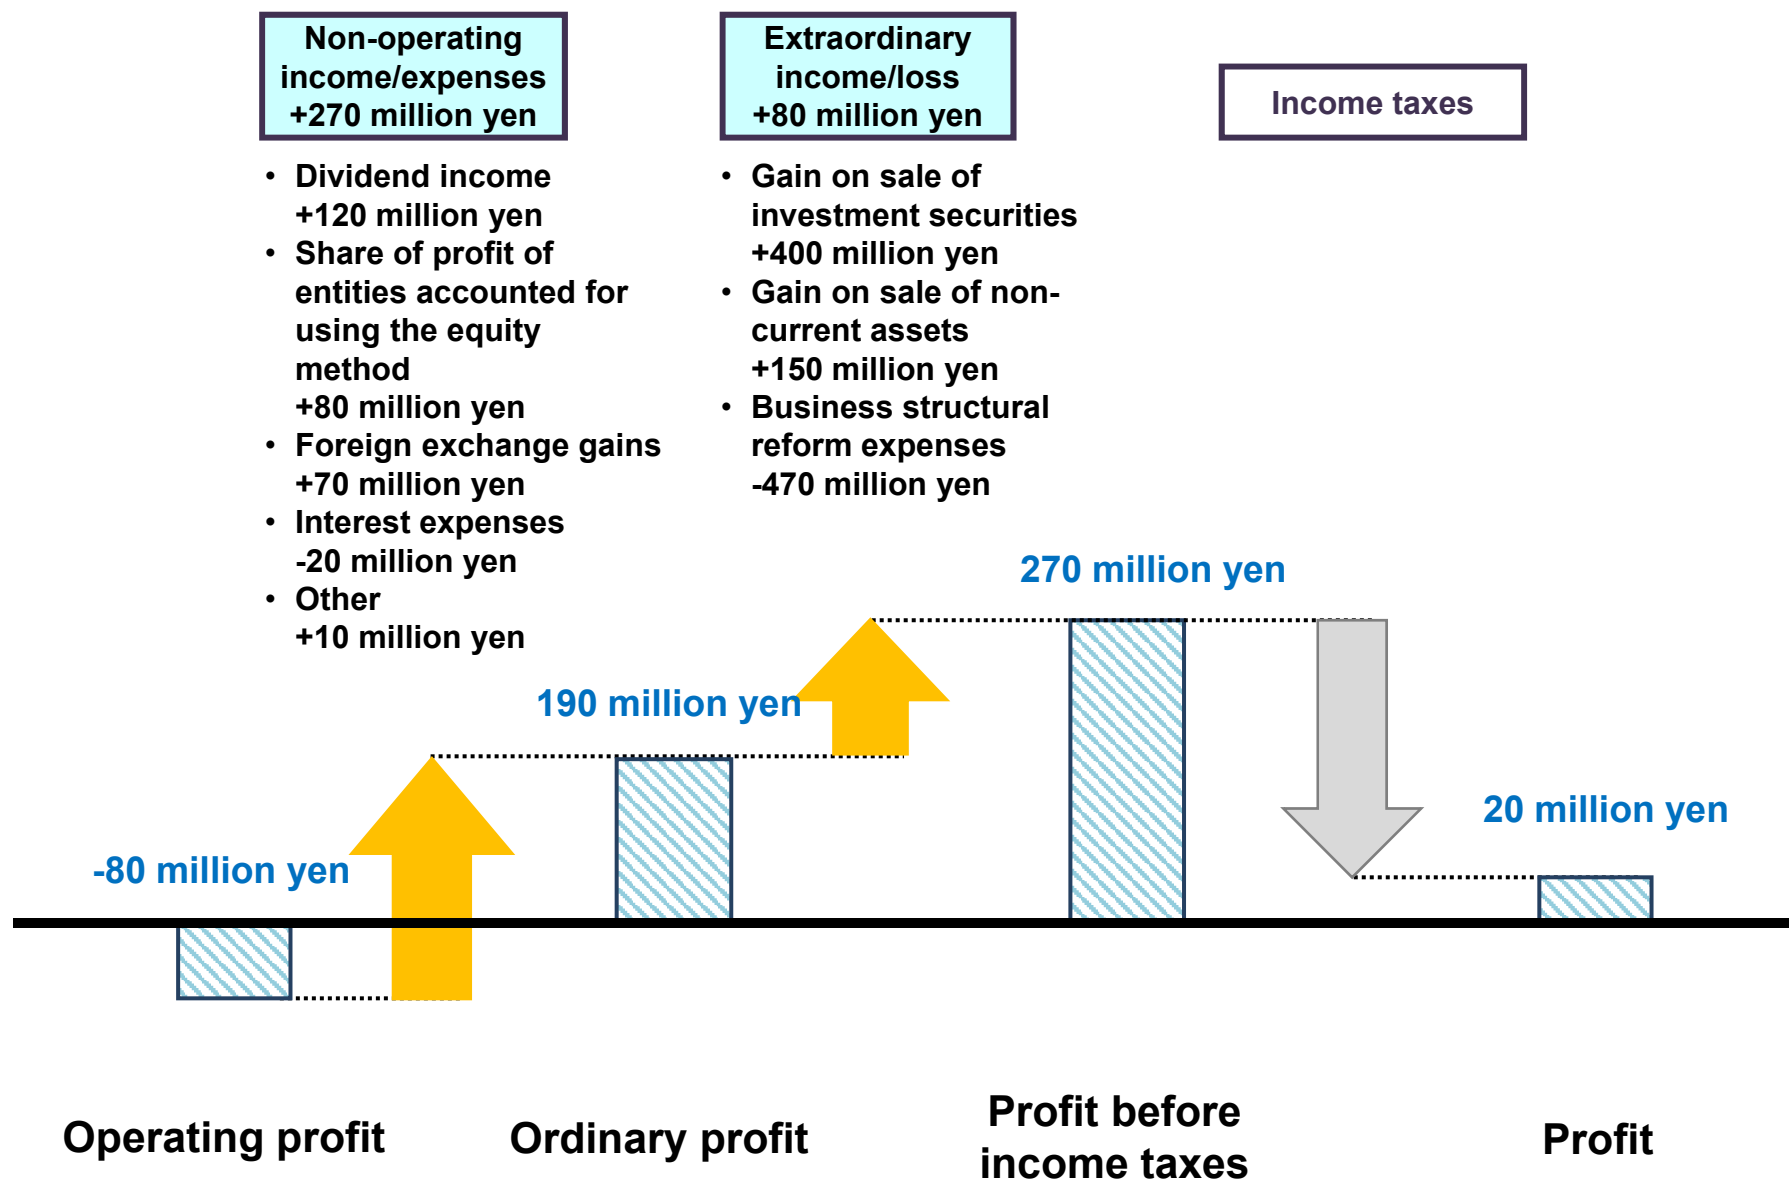 Non-operating
income/expenses
+270 million yen
• Dividend income
+120 million yen
• Share of profit of
entities accounted for
using the equity
method
+80 million yen
• Foreign exchange gains
+70 million yen
• Interest expenses
-20 million yen
• Other
+10 million yen
Extraordinary
income/loss
+80 million yen
• Gain on sale of
investment securities
+400 million yen
• Gain on sale of non-
current assets
+150 million yen
• Business structural
reform expenses
-470 million yen
Income taxes
-80 million yen
190 million yen
270 million yen
20 million yen
Operating profit
Ordinary profit
Profit before
income taxes
Profit